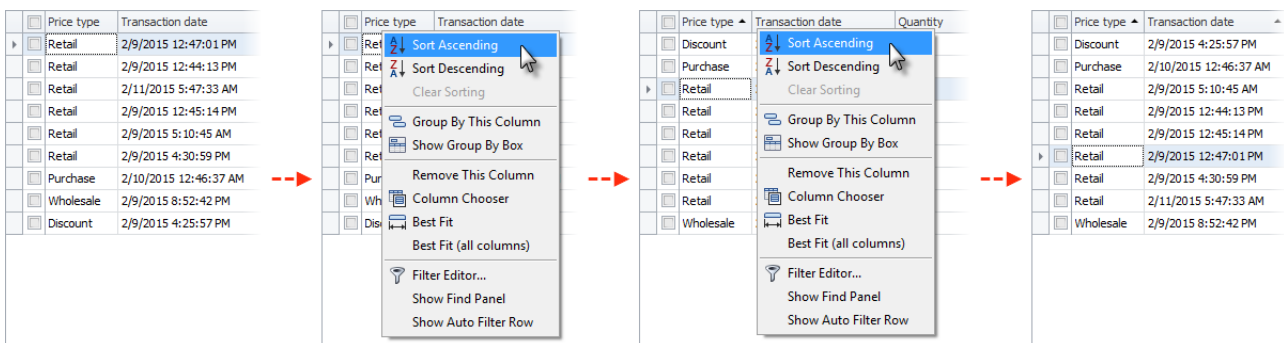 Price type Transaction date
Retail 2/9/2015 12:47:01 PM
Retail 2/9/2015 12:44:13 PM
Retail 2/11/2015 5:47:33 AM
Retail 2/9/2015 12:45:14 PM
Retail 2/9/2015 5:10:45 AM
Retail 2/9/2015 4:30:59 PM
Purchase 2/10/2015 12:46:37 AM
Wholesale 2/9/2015 8:52:42 PM
Discount 2/9/2015 4:25:57 PM
Price type Transaction date
Ret
Ret
Ret
Ret
Ret
Ret
Pur
Wh
Dis
Sort Ascending
Sort Descending
Clear Sorting
Group By This Column
Show Group By Box
Remove This Column
Column Chooser
Best Fit
Best Fit (all columns)
Filter Editor...
Show Find Panel
Show Auto Filter Row
Price type Transaction date Quantity
Discount
Purchase
Retail
Retail
Retail
Retail
Retail
Retail
Wholesale
Sort Ascending
Sort Descending
Clear Sorting
Group By This Column
Show Group By Box
Remove This Column
Column Chooser
Best Fit
Best Fit (all columns)
Filter Editor...
Show Find Panel
Show Auto Filter Row
Price type Transaction date
Discount 2/9/2015 4:25:57 PM
Purchase 2/10/2015 12:46:37 AM
Retail 2/9/2015 5:10:45 AM
Retail 2/9/2015 12:44:13 PM
Retail 2/9/2015 12:45:14 PM
Retail 2/9/2015 12:47:01 PM
Retail 2/9/2015 4:30:59 PM
Retail 2/11/2015 5:47:33 AM
Wholesale 2/9/2015 8:52:42 PM